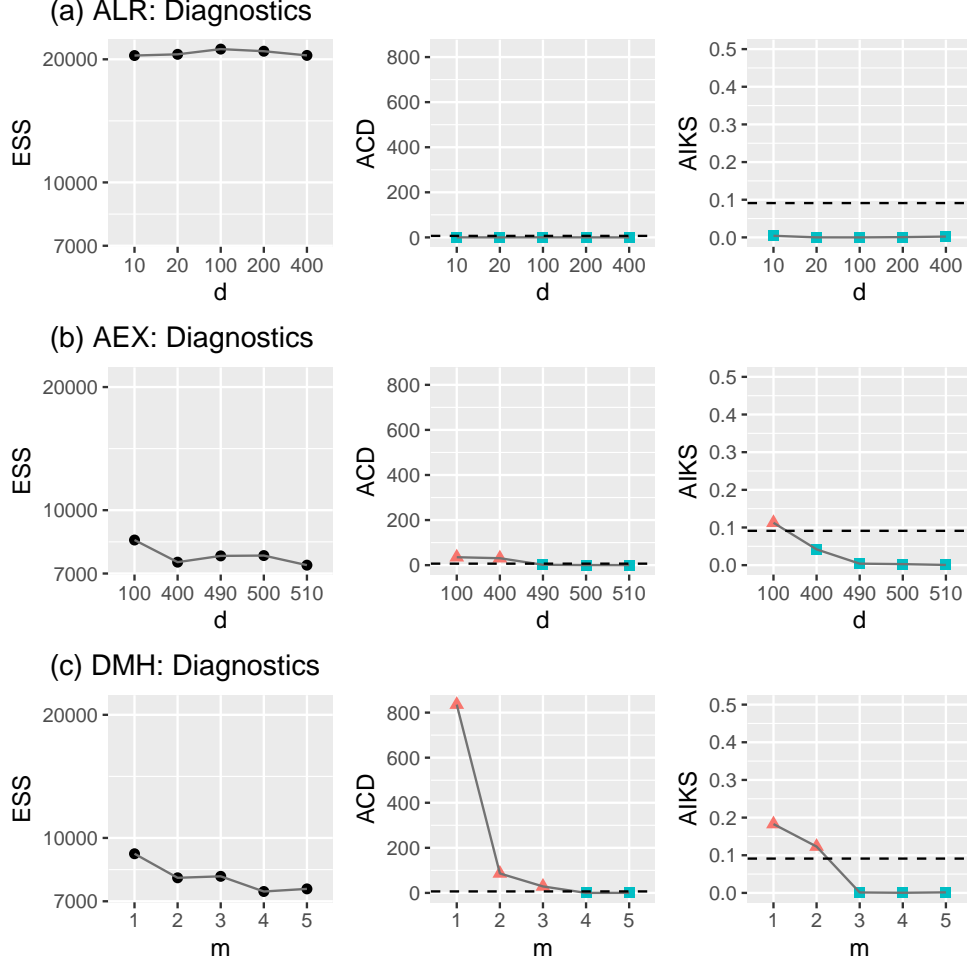 (a) ALR: Diagnostics
ESS
20000
10000
7000
10 20 100 200 400
d
ACD
800
600
400
200
0
10 20 100 200 400
d
AIKS
0.5
0.4
0.3
0.2
0.1
0.0
10 20 100 200 400
d
(b) AEX: Diagnostics
ESS
20000
10000
7000
100 400 490 500 510
d
ACD
800
600
400
200
0
100 400 490 500 510
d
AIKS
0.5
0.4
0.3
0.2
0.1
0.0
100 400 490 500 510
d
(c) DMH: Diagnostics
ESS
20000
10000
7000
1 2 3 4 5
m
ACD
800
600
400
200
0
1 2 3 4 5
m
AIKS
0.5
0.4
0.3
0.2
0.1
0.0
1 2 3 4 5
m